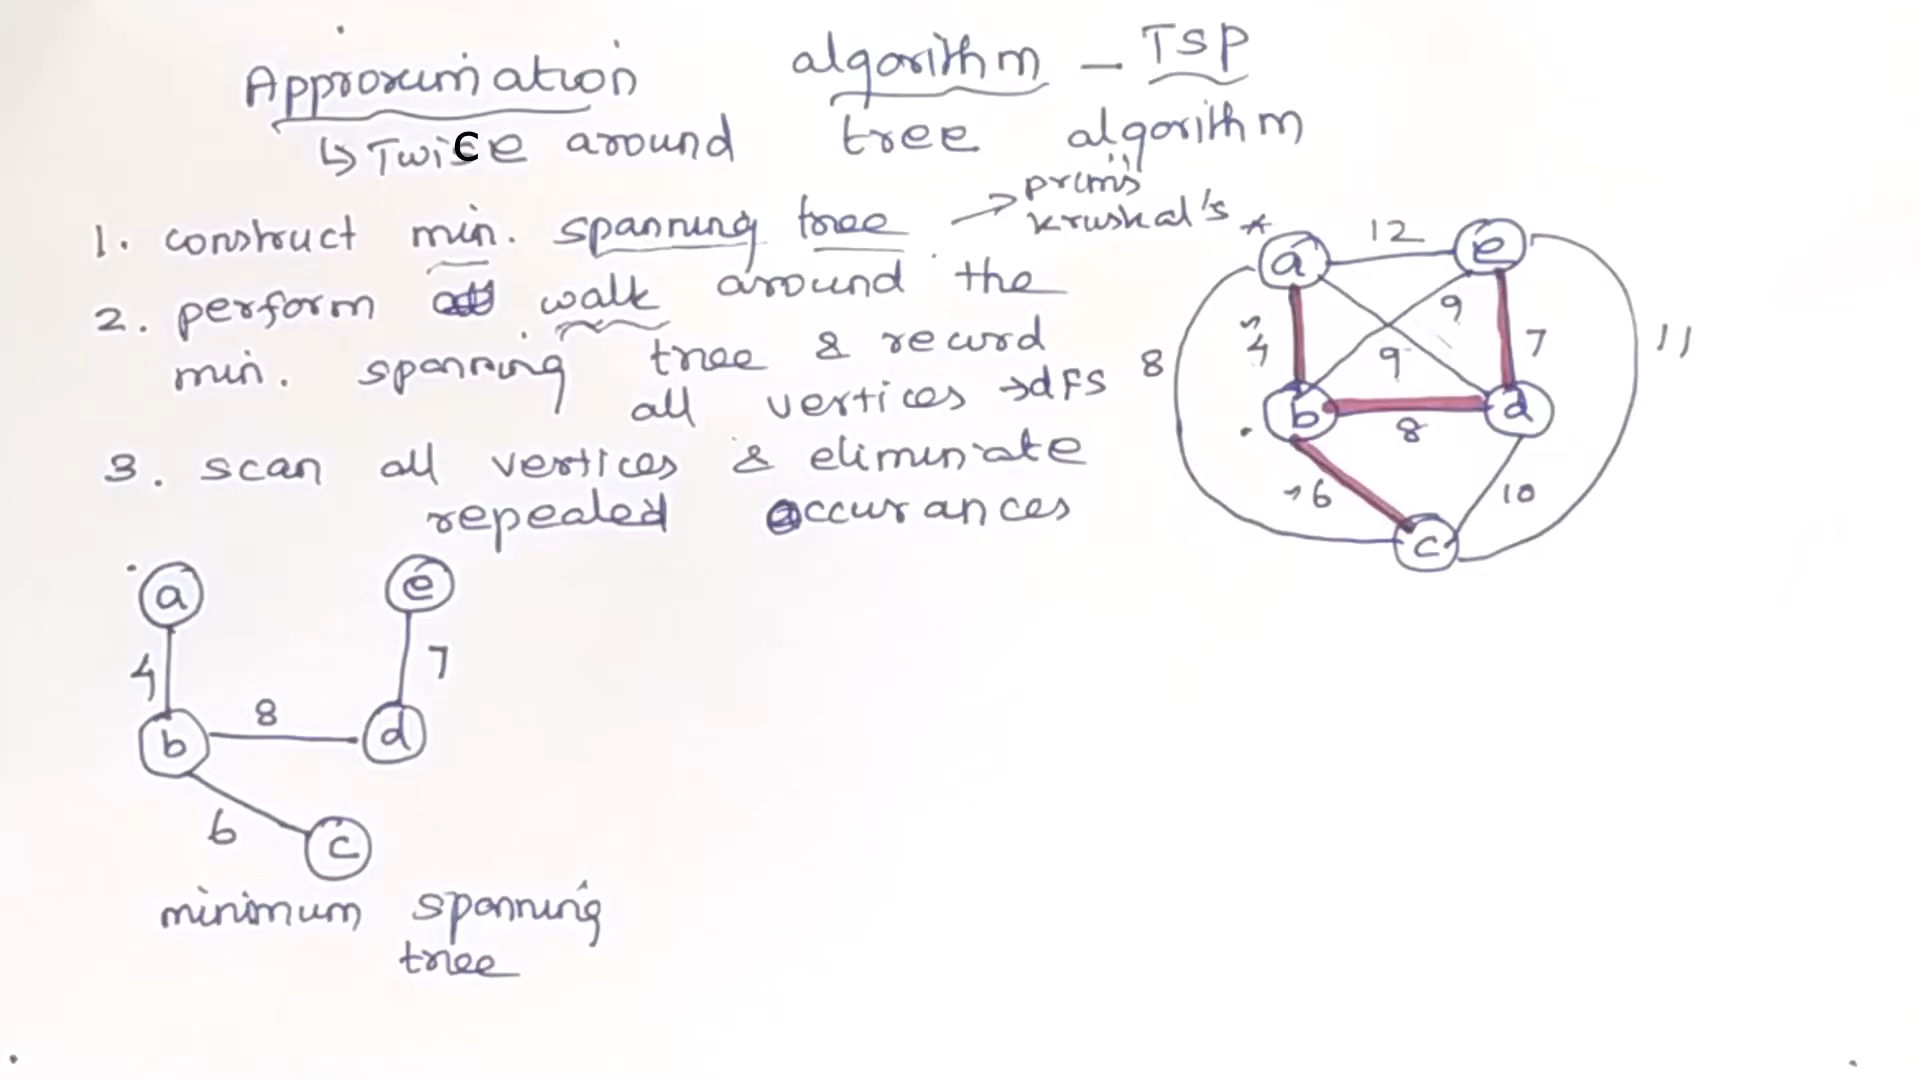 Approximation algorithm - TSP
↳ Twice around tree algorithm
1. construct min. spanning tree → prim's
kruskal's
2. perform a walk around the
min. spanning tree & record
all vertices → dFS
3. scan all vertices & eliminate
repeated occurances
a 12 e
4 9 7
8 9 11
b 8 d
6 10
c
a e
4 7
b 8 d
6
c
minimum spanning
tree